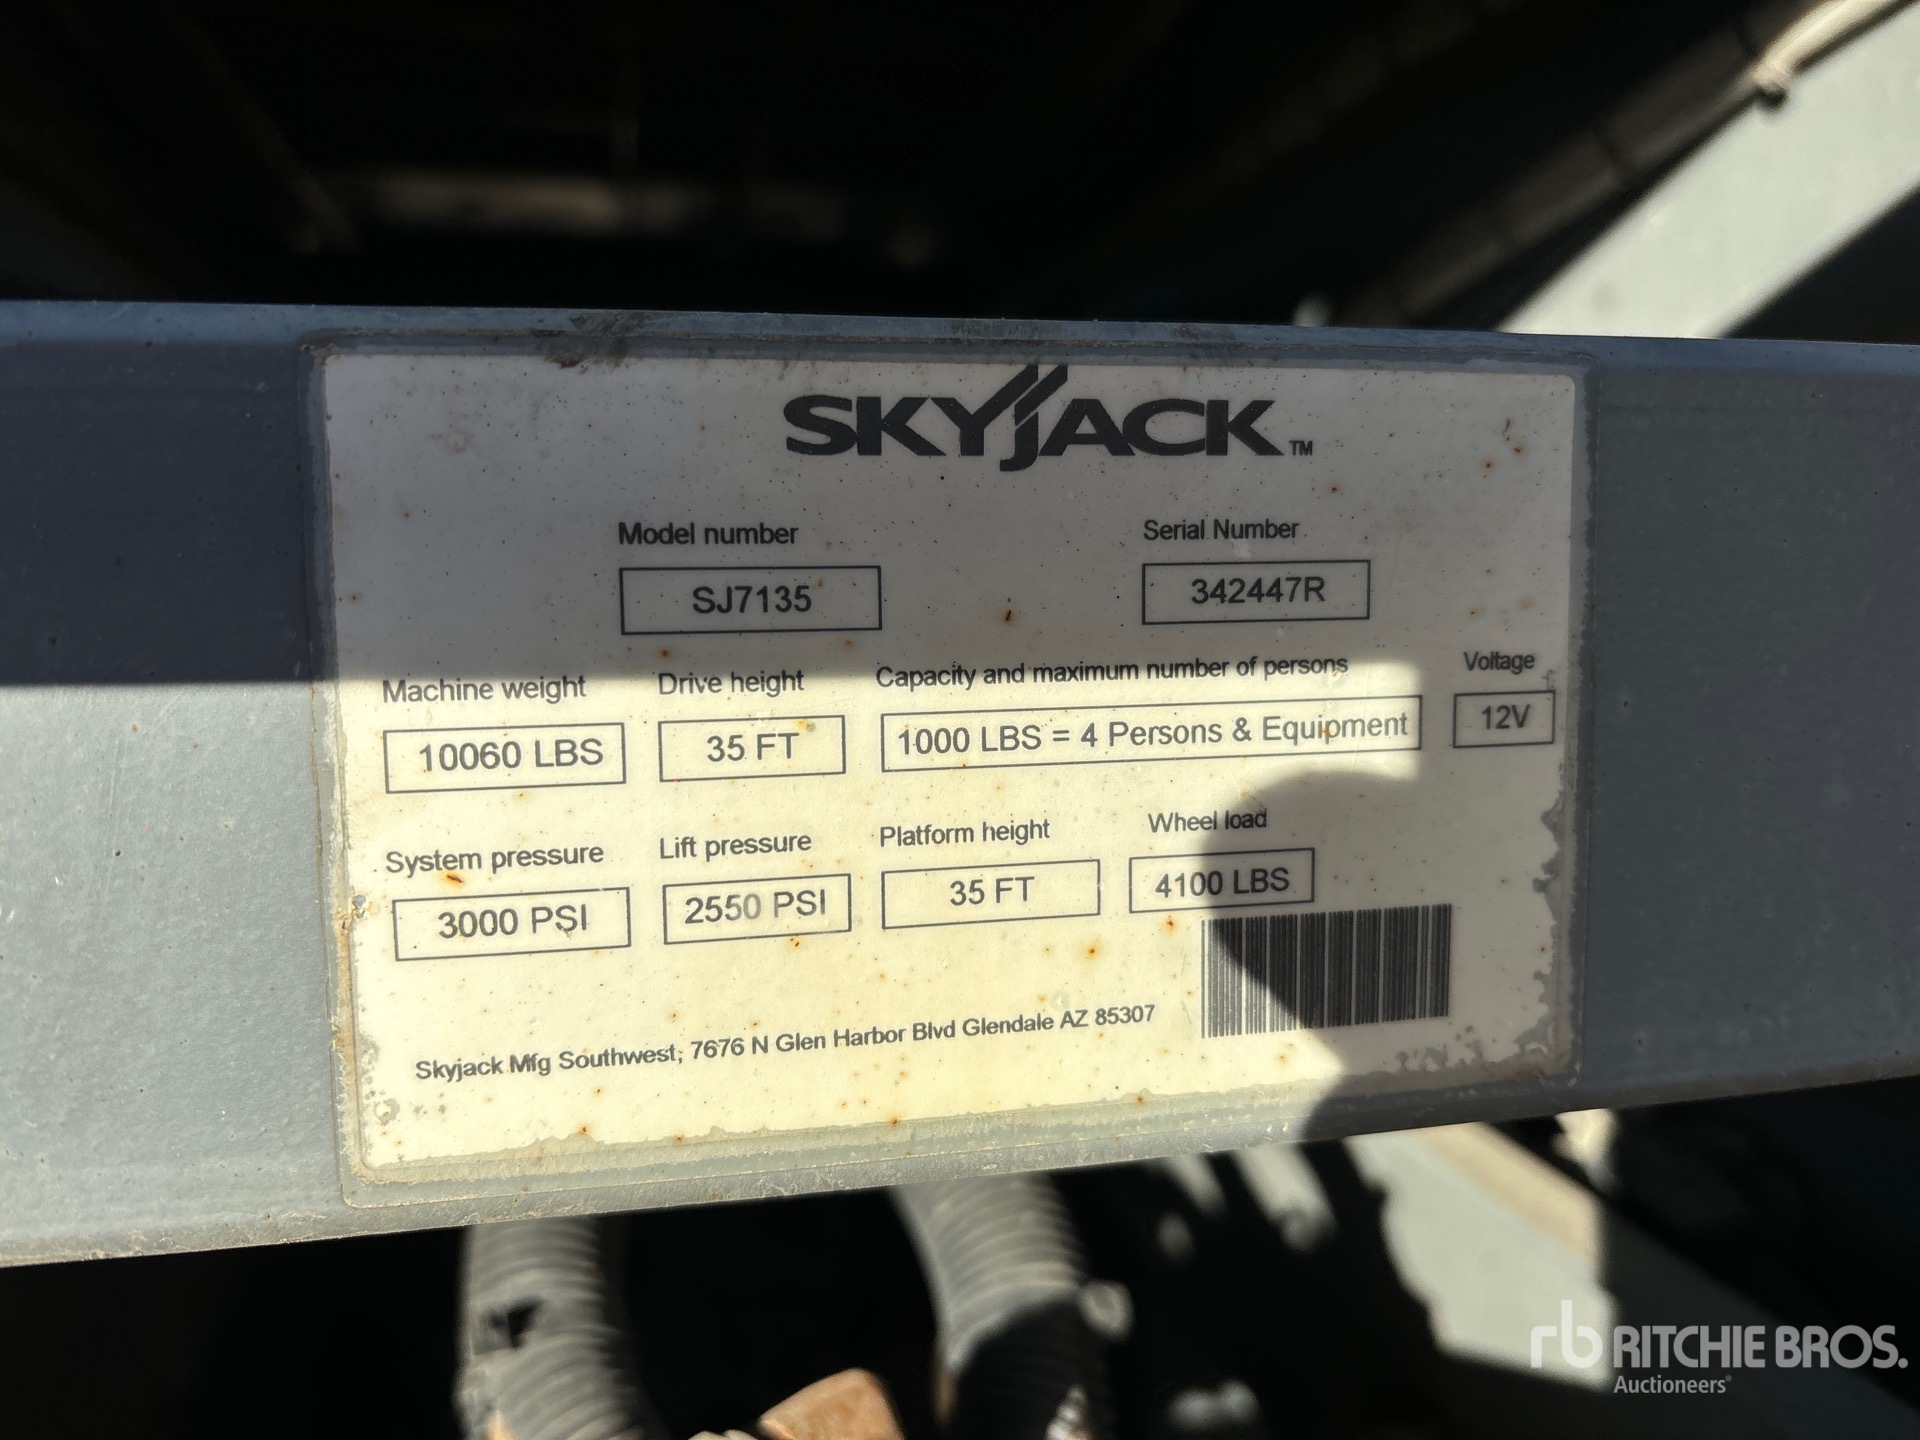 SKYJACK™
Model number
Serial Number
SJ7135
342447R
Machine weight
Drive height
Capacity and maximum number of persons
Voltage
10060 LBS
35 FT
1000 LBS = 4 Persons & Equipment
12V
System pressure
Lift pressure
Platform height
Wheel load
3000 PSI
2550 PSI
35 FT
4100 LBS
Skyjack Mfg Southwest, 7676 N Glen Harbor Blvd Glendale AZ 85307
rb RITCHIE BROS.
Auctioneers®